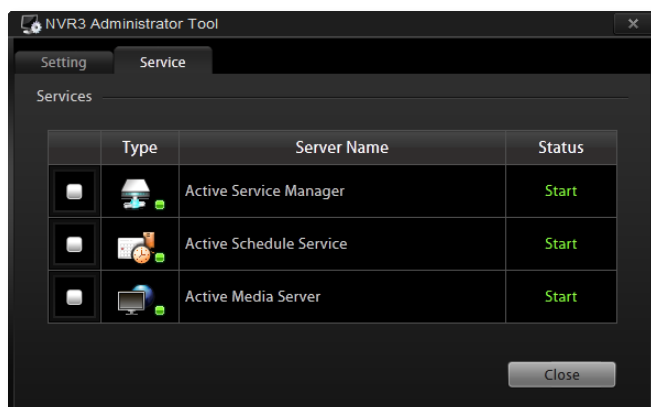 NVR3 Administrator Tool
Setting Service
Services
Type Server Name Status
Active Service Manager Start
Active Schedule Service Start
Active Media Server Start
Close